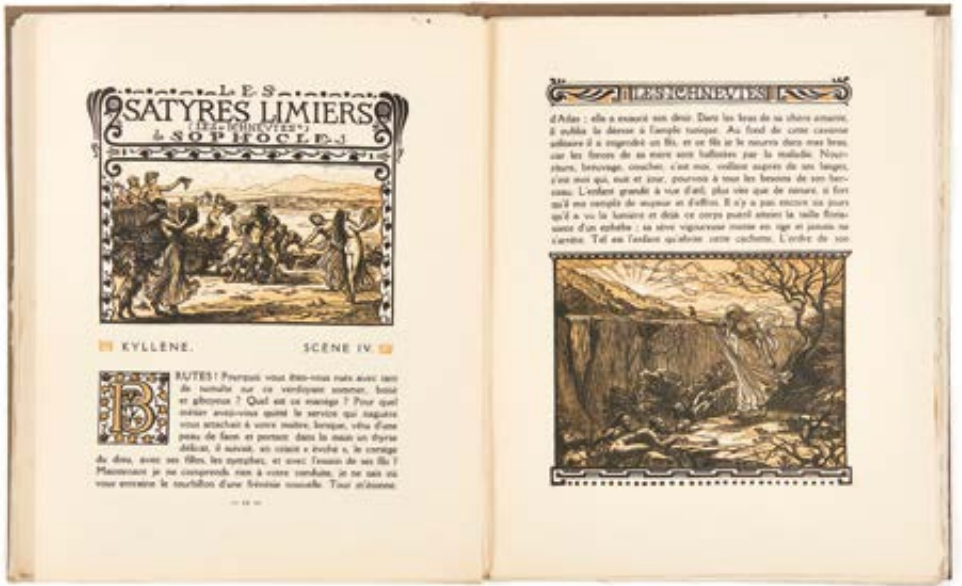 LES
SATYRES LIMIERS
(LES ICHNEUTES)
de SOPHOCLES
KYLLENE. SCÈNE IV.
BRUTES ! Pourquoi vous êtes-vous rués avec tant
de tumulte sur ce verdoyant sommet, boisé
et giboyeux ? Quel est ce manège ? Pour quel
métier avez-vous quitté le service qui naguère
vous attachait à votre maître, lorsque, vêtu d'une
peau de faon et portant dans la main un thyrse
délicat, il suivait, en criant « évohé », le cortège
du dieu, avec ses filles, les nymphes, et avec l'essaim de ses fils ?
Maintenant je ne comprends rien à votre conduite, je ne sais où
vous entraîne le tourbillon d'une frénésie nouvelle. Tout m'étonne.
LES ICHNEUTES
d'Atlas ; elle a exaucé son désir. Dans les bras de sa chère amante,
il oublia la déesse à l'ample tunique. Au fond de cette caverne
solitaire il a engendré un fils, et ce fils je le nourris dans mes bras,
car les forces de sa mère sont ballottées par la maladie. Nour-
riture, breuvage, coucher, c'est moi, veillant auprès de ses langes,
c'est moi qui, nuit et jour, pourvois à tous les besoins de son ber-
ceau. L'enfant grandit à vue d'œil, plus vite que de nature, si fort
qu'il me remplit de stupeur et d'effroi. Il n'y a pas encore six jours
qu'il a vu la lumière et déjà ce corps puéril atteint la taille floris-
sante d'un éphèbe : sa sève vigoureuse monte en tige et jamais ne
s'arrête. Tel est l'enfant qu'abrite cette cachette. L'ordre de son